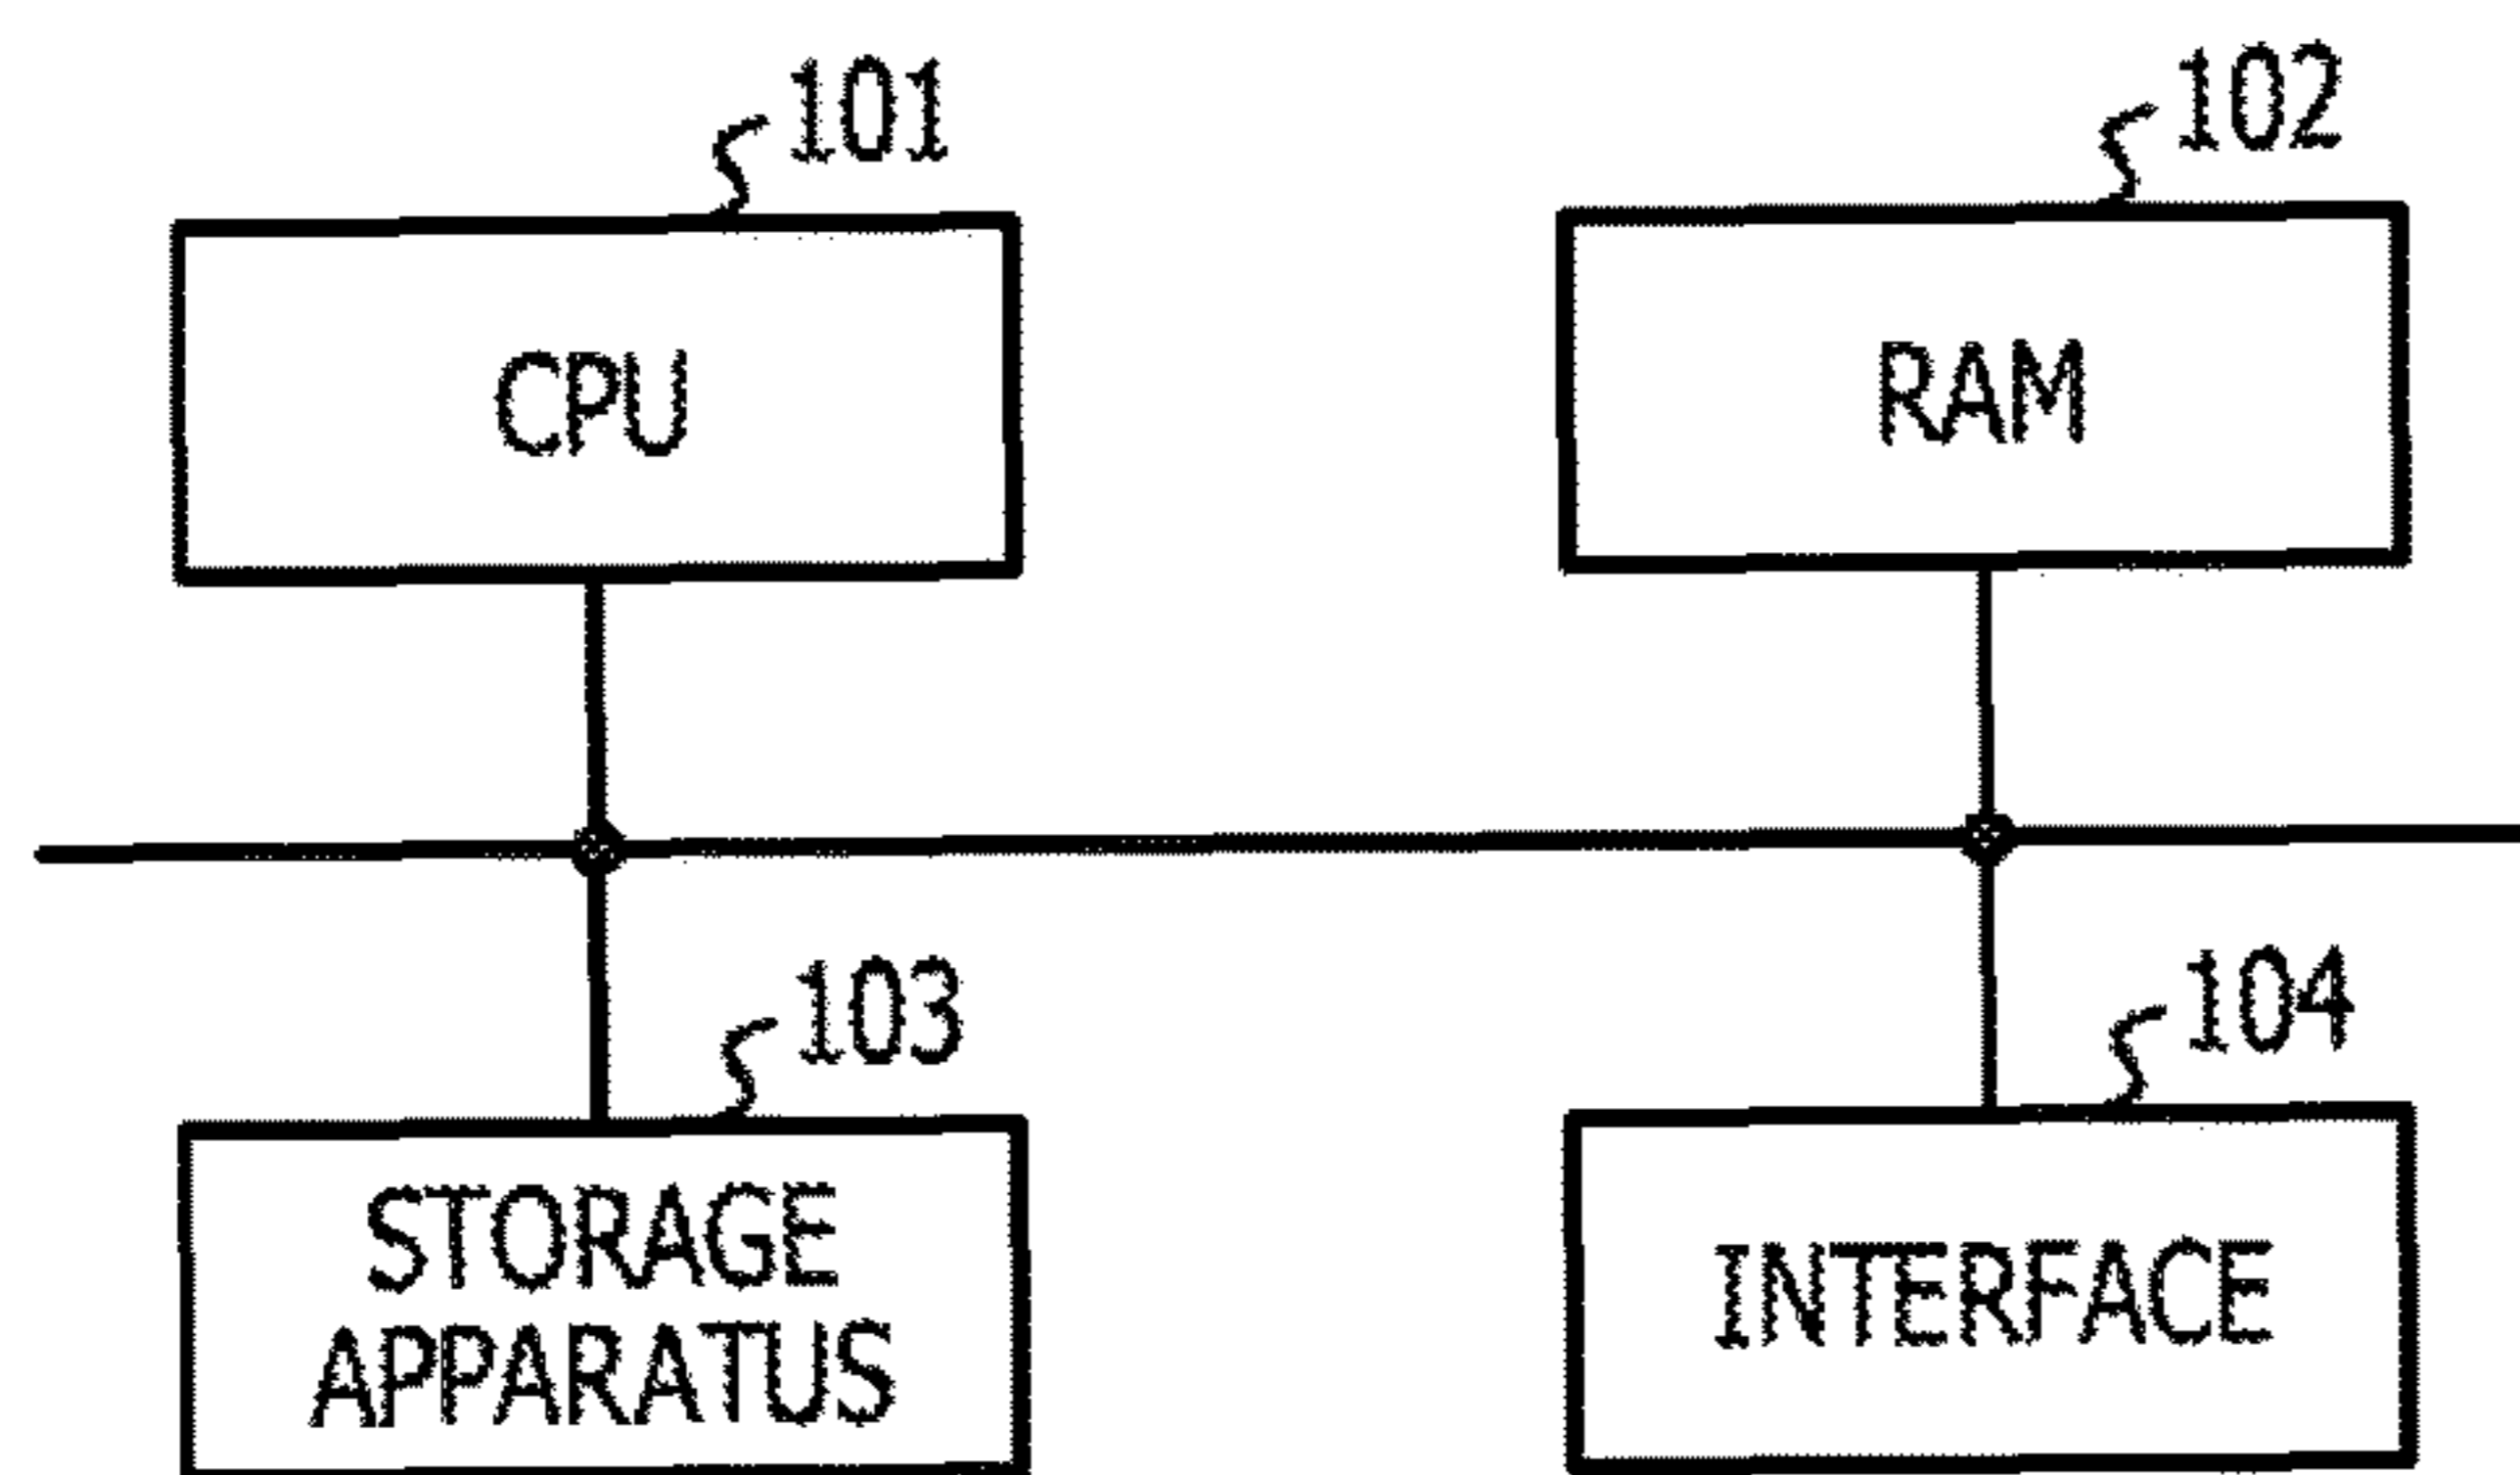 101
102
CPU
RAM
103
104
STORAGE
APPARATUS
INTERFACE